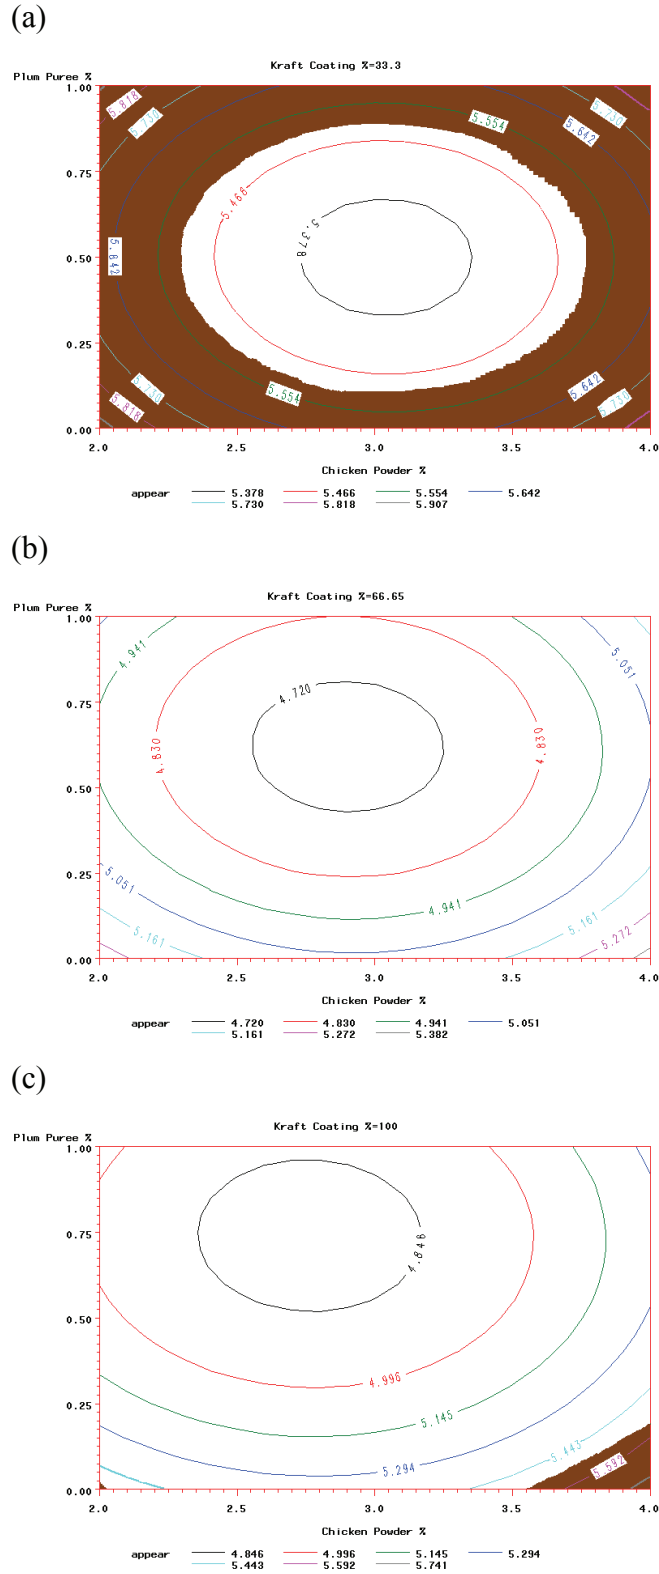 (a)
Kraft Coating %=33.3
Plum Puree %
1.00
5.818
5.730
5.554
5.642
5.730
0.75
5.468
5.378
0.50
5.642
0.25
5.730
5.818
5.554
5.642
5.730
0.00
2.0 2.5 3.0 3.5 4.0
Chicken Powder %
appear 5.378 5.466 5.554 5.642
5.730 5.818 5.907
(b)
Kraft Coating %=66.65
Plum Puree %
1.00
4.941
5.051
4.720
0.75
4.830
4.830
0.50
0.25
5.051
5.161
4.941
5.161
5.272
0.00
2.0 2.5 3.0 3.5 4.0
Chicken Powder %
appear 4.720 4.830 4.941 5.051
5.161 5.272 5.382
(c)
Kraft Coating %=100
Plum Puree %
1.00
0.75
4.846
0.50
4.996
0.25
5.145
5.443
5.294
5.592
0.00
2.0 2.5 3.0 3.5 4.0
Chicken Powder %
appear 4.846 4.996 5.145 5.294
5.443 5.592 5.741